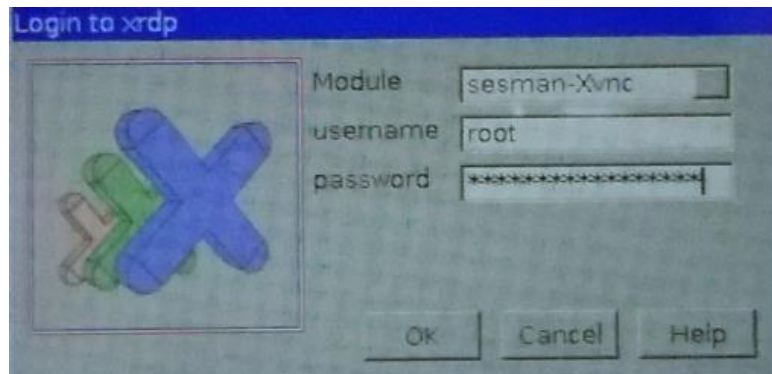 Login to xrdp
Module sesman-Xvnc
username root
password ******************
OK Cancel Help